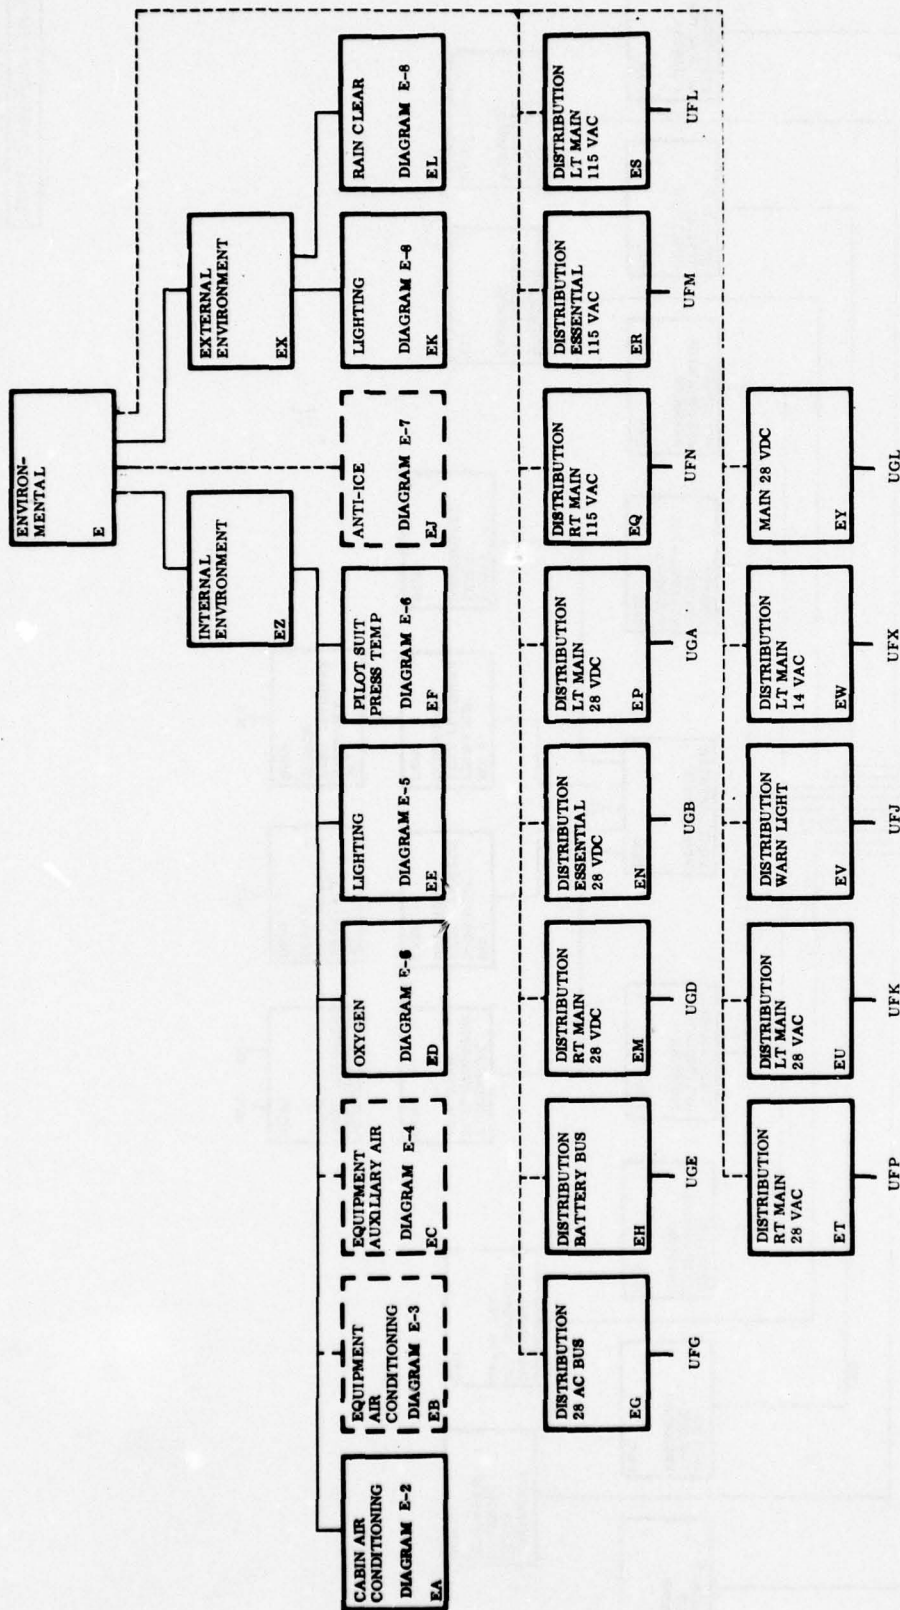 ENVIRON-
MENTAL
E
INTERNAL
ENVIRONMENT
EZ
EXTERNAL
ENVIRONMENT
EX
CABIN AIR
CONDITIONING
DIAGRAM E-2
EA
EQUIPMENT
AIR
CONDITIONING
DIAGRAM E-3
EB
EQUIPMENT
AUXILIARY AIR
DIAGRAM E-4
EC
OXYGEN
DIAGRAM E-6
ED
LIGHTING
DIAGRAM E-5
EE
PILOT SUIT
PRESS TEMP
DIAGRAM E-6
EF
ANTI-ICE
DIAGRAM E-7
EJ
LIGHTING
DIAGRAM E-8
EK
RAIN CLEAR
DIAGRAM E-8
EL
DISTRIBUTION
28 AC BUS
EG
UFG
DISTRIBUTION
BATTERY BUS
EH
UGE
DISTRIBUTION
RT MAIN
28 VDC
EM
UGD
DISTRIBUTION
ESSENTIAL
28 VDC
EN
UGB
DISTRIBUTION
LT MAIN
28 VDC
EP
UGA
DISTRIBUTION
RT MAIN
115 VAC
EQ
UFN
DISTRIBUTION
ESSENTIAL
115 VAC
ER
UFM
DISTRIBUTION
LT MAIN
115 VAC
ES
UFL
DISTRIBUTION
RT MAIN
28 VAC
ET
UFP
DISTRIBUTION
LT MAIN
28 VAC
EU
UFK
DISTRIBUTION
WARN LIGHT
EV
UFJ
DISTRIBUTION
LT MAIN
14 VAC
EW
UFX
MAIN 28 VDC
EY
UGL